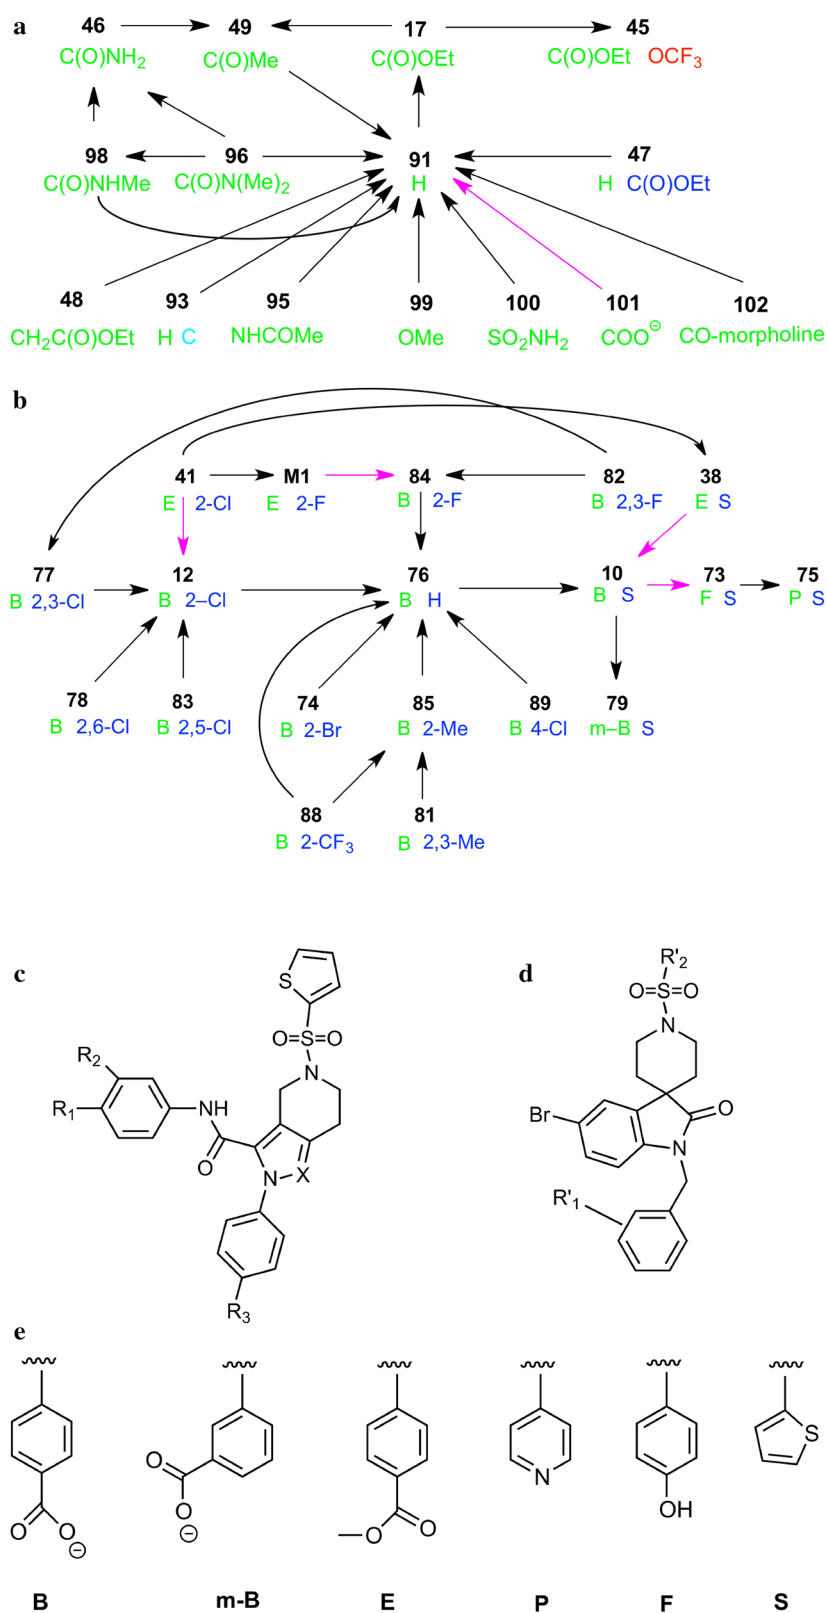 a
46 49 17 45
C(O)NH2 C(O)Me C(O)OEt C(O)OEt OCF3
98 96 91 47
C(O)NHMe C(O)N(Me)2 H H C(O)OEt
48 93 95 99 100 101 102
CH2C(O)OEt H C NHCOMe OMe SO2NH2 COO⊖ CO-morpholine
b
41 M1 84 82 38
E 2-Cl E 2-F B 2-F B 2,3-F E S
77 12 76 10 73 75
B 2,3-Cl B 2–Cl B H B S F S P S
78 83 74 85 89 79
B 2,6-Cl B 2,5-Cl B 2-Br B 2-Me B 4-Cl m–B S
88 81
B 2-CF3 B 2,3-Me
c
S
O=S=O
R2
N
R1
NH
O
N X
R3
d
R'2
O=S=O
N
Br
O
N
R'1
e
S
N
O O
⊖
O
O
⊖
O O
OH
B m-B E P F S